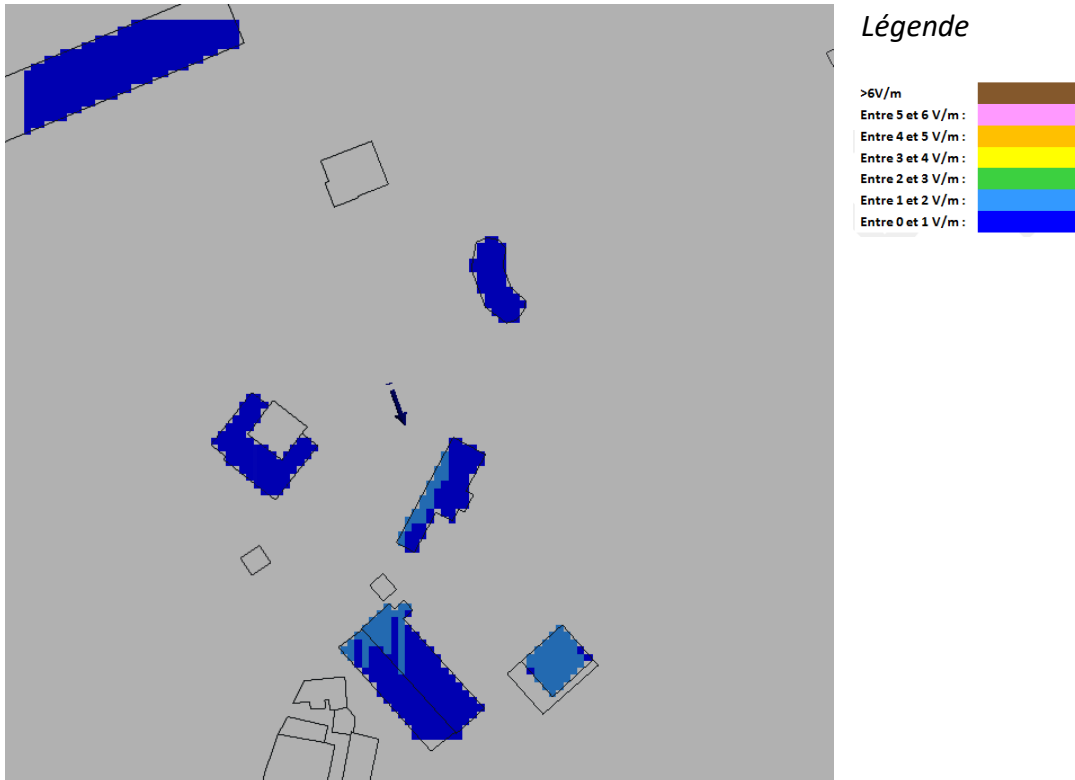 Légende
>6V/m
Entre 5 et 6 V/m :
Entre 4 et 5 V/m :
Entre 3 et 4 V/m :
Entre 2 et 3 V/m :
Entre 1 et 2 V/m :
Entre 0 et 1 V/m :